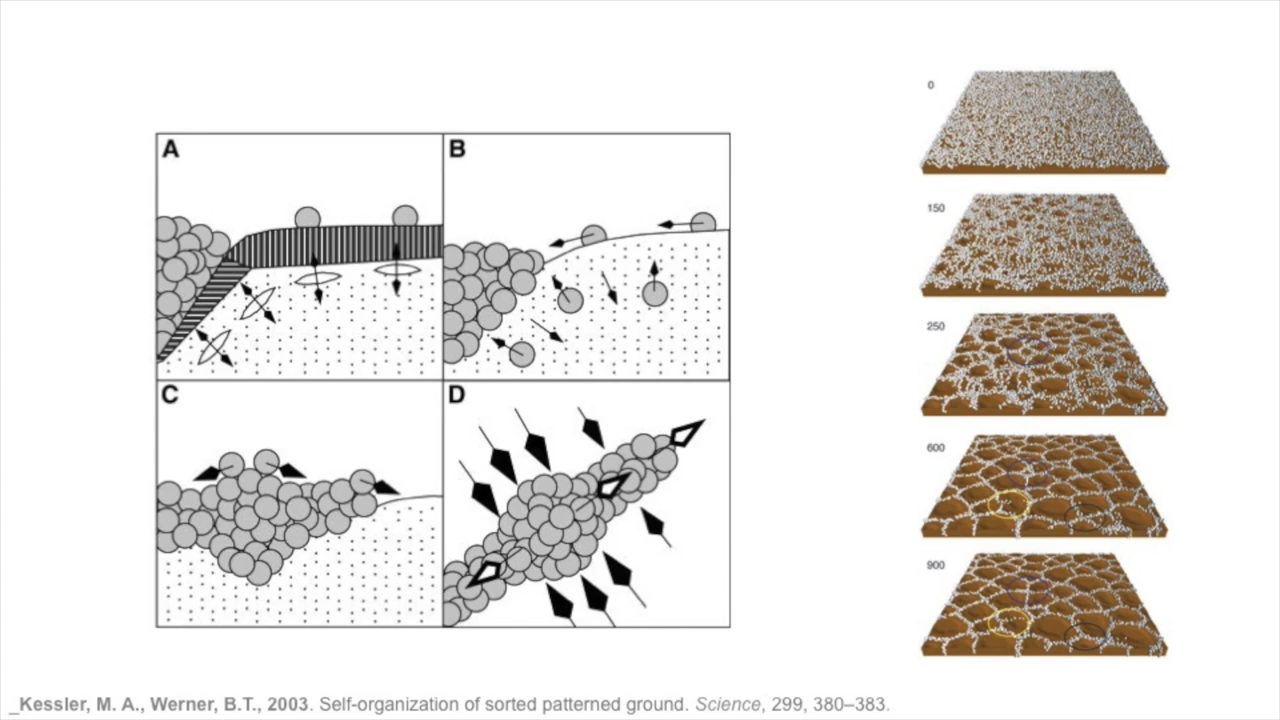 A
B
C
D
0
150
250
600
900
_Kessler, M. A., Werner, B.T., 2003. Self-organization of sorted patterned ground. Science, 299, 380–383.